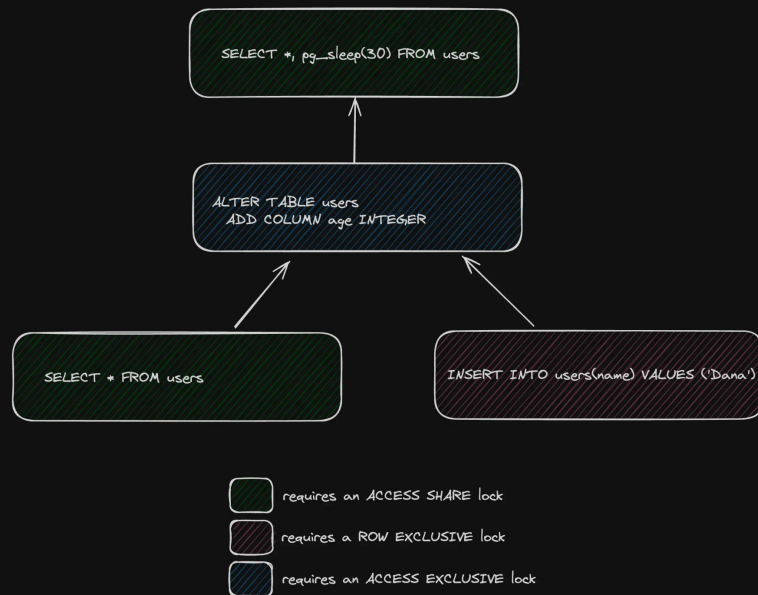 SELECT *, pg_sleep(30) FROM users
ALTER TABLE users
ADD COLUMN age INTEGER
SELECT * FROM users
INSERT INTO users(name) VALUES ('Dana')
requires an ACCESS SHARE lock
requires a ROW EXCLUSIVE lock
requires an ACCESS EXCLUSIVE lock